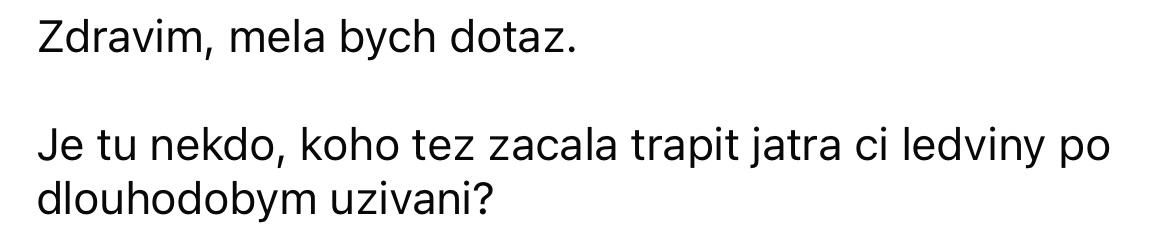 Zdravim, mela bych dotaz.
Je tu nekdo, koho tez zacala trapit jatra ci ledviny po
dlouhodobym uzivani?